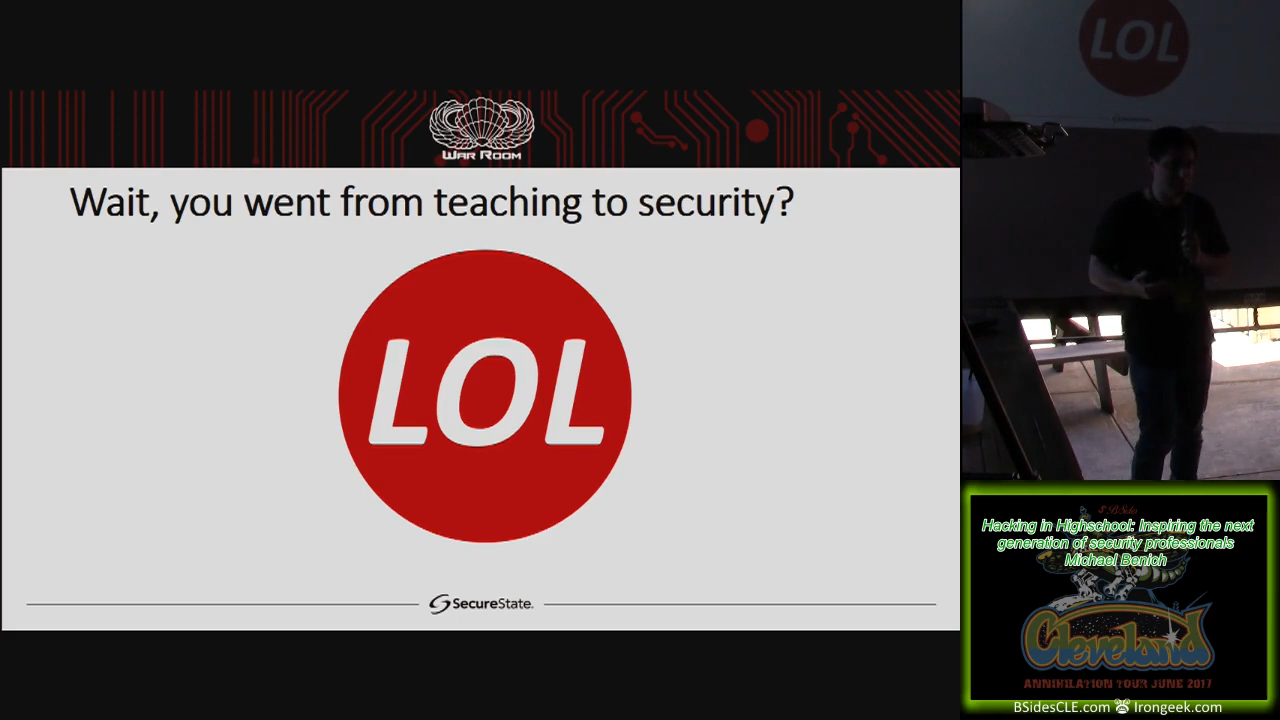 WAR ROOM
Wait, you went from teaching to security?
LOL
SecureState.
LOL
BSides
Hacking in Highschool: Inspiring the next
generation of security professionals
Michael Benich
Cleveland
ANNIHILATION TOUR JUNE 2017
BSidesCLE.com Irongeek.com